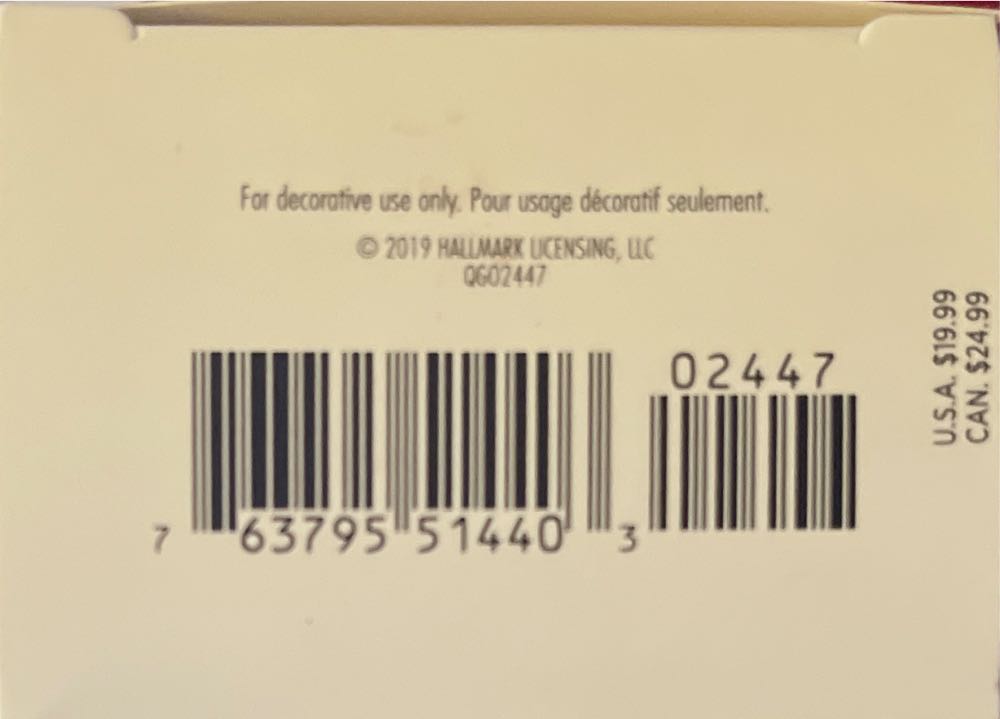 For decorative use only. Pour usage décoratif seulement.
© 2019 HALLMARK LICENSING, LLC
QGO2447
02447
7 63795 51440 3
U.S.A. $19.99
CAN. $24.99